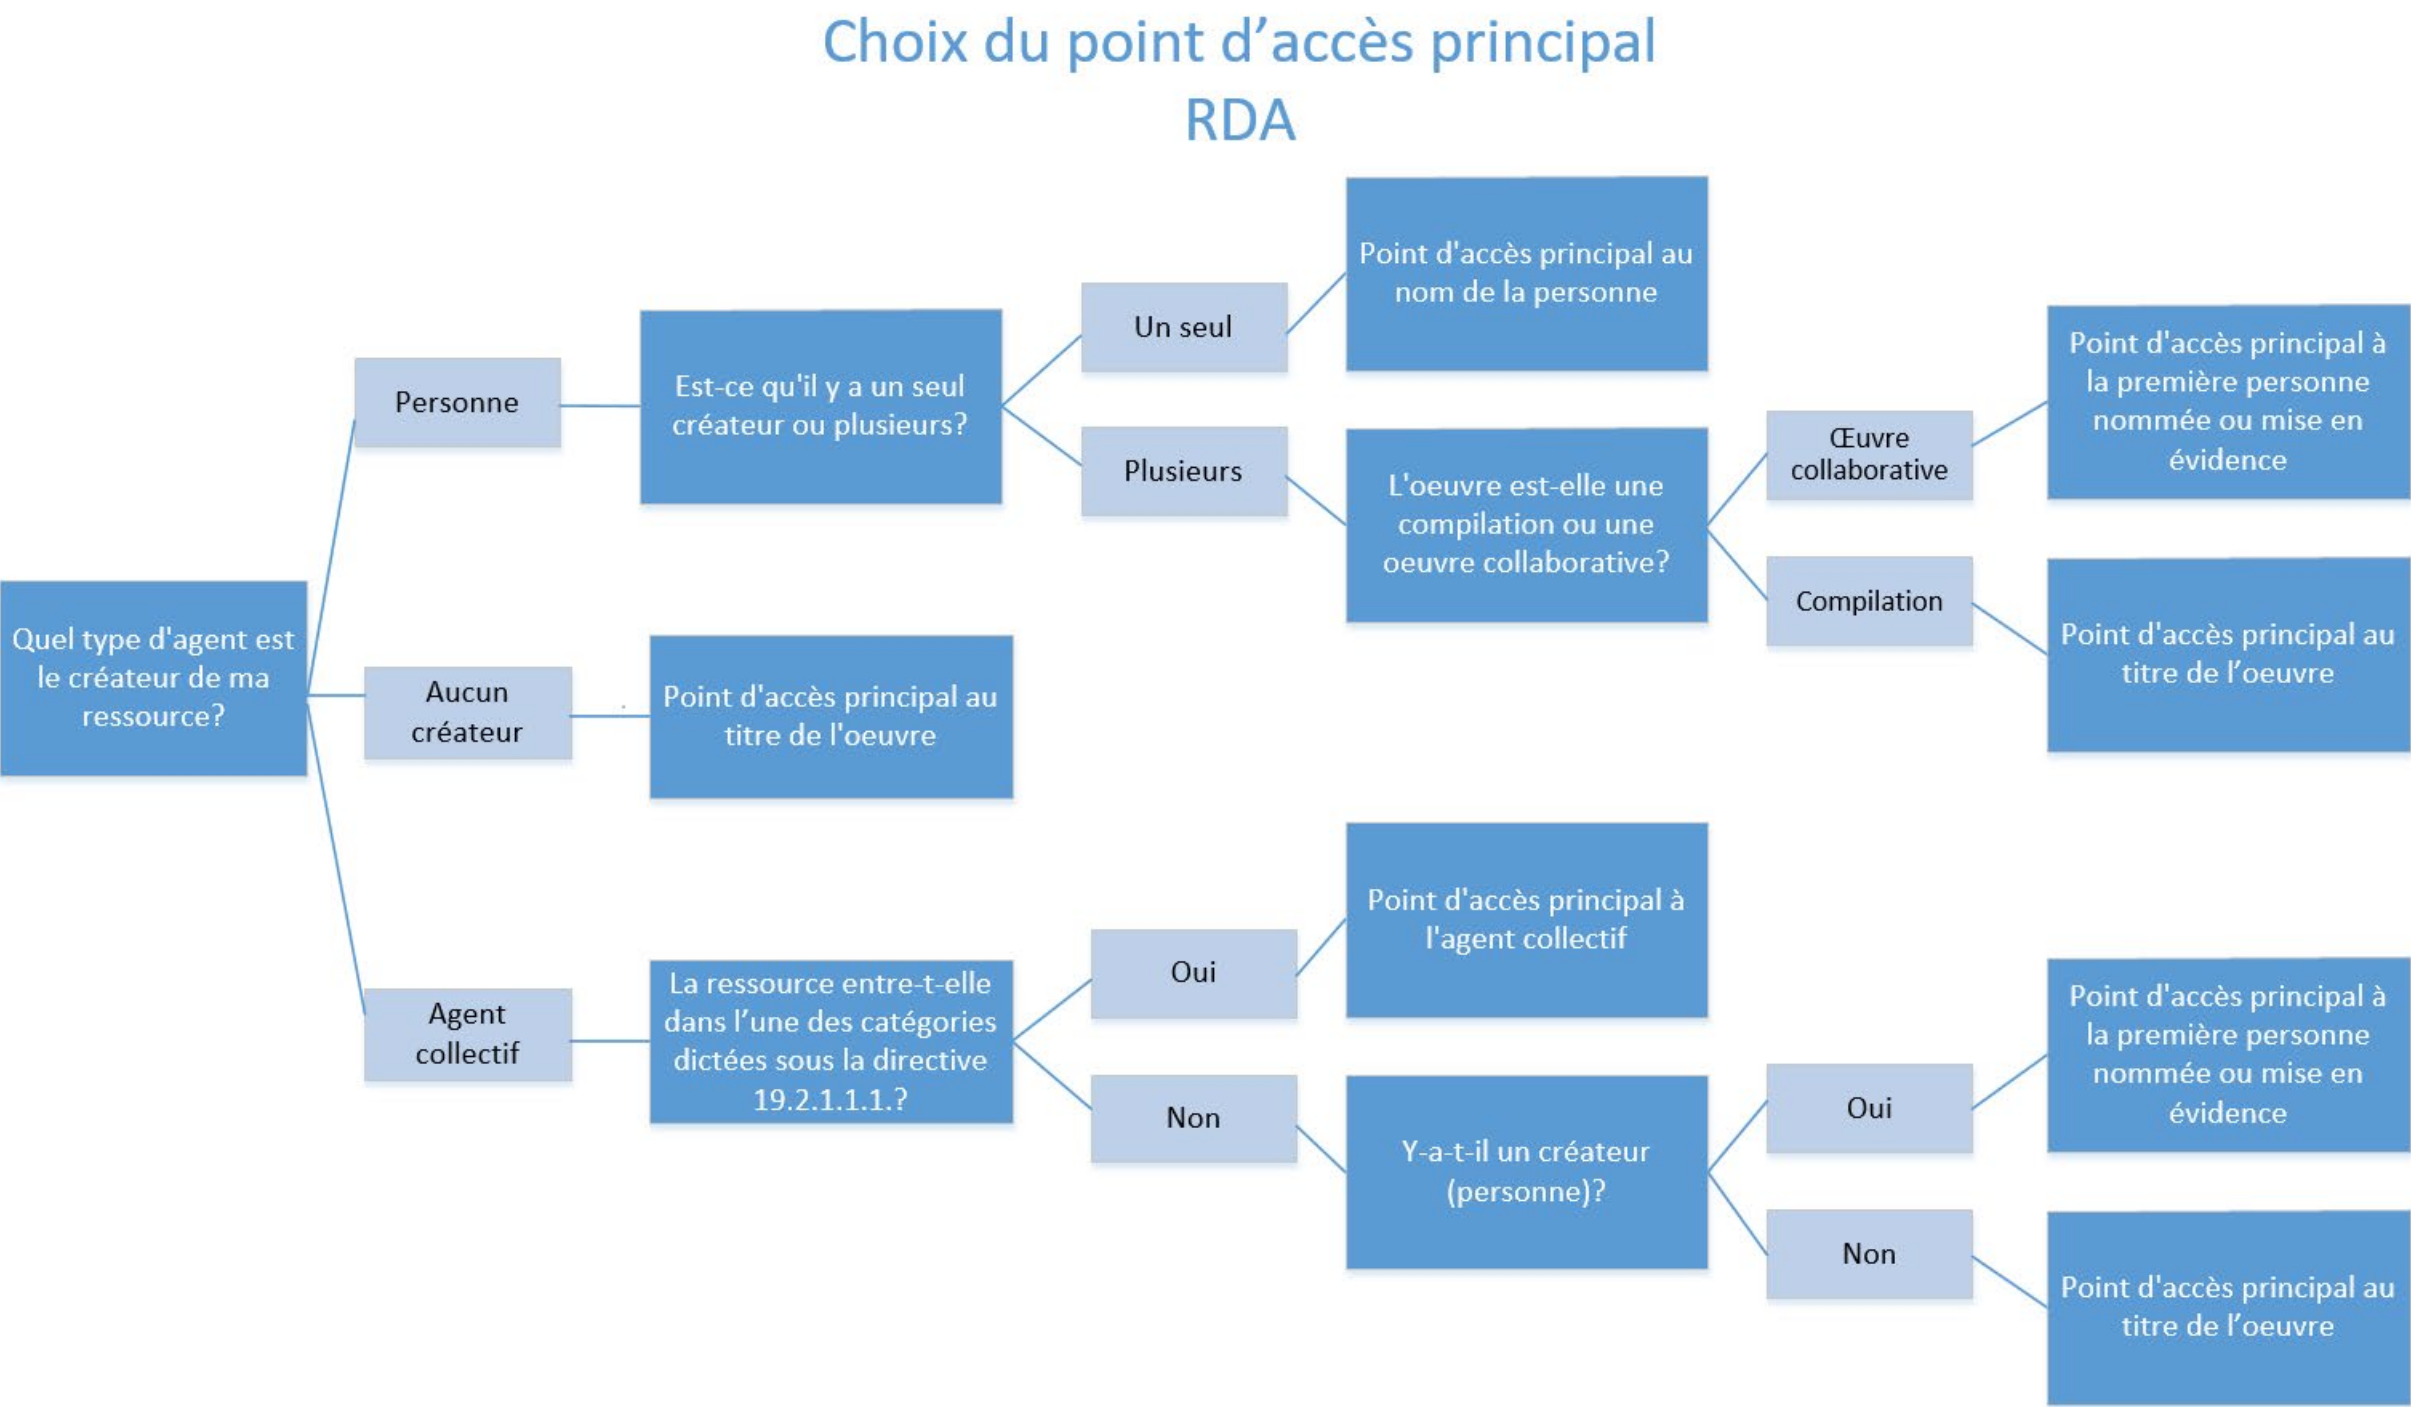 Choix du point d’accès principal
RDA
Quel type d'agent est
le créateur de ma
ressource?
Personne
Est-ce qu'il y a un seul
créateur ou plusieurs?
Un seul
Point d'accès principal au
nom de la personne
Plusieurs
L'oeuvre est-elle une
compilation ou une
oeuvre collaborative?
Œuvre
collaborative
Point d'accès principal à
la première personne
nommée ou mise en
évidence
Compilation
Point d'accès principal au
titre de l’oeuvre
Aucun
créateur
Point d'accès principal au
titre de l'oeuvre
Agent
collectif
La ressource entre-t-elle
dans l’une des catégories
dictées sous la directive
19.2.1.1.1.?
Oui
Point d'accès principal à
l'agent collectif
Non
Y-a-t-il un créateur
(personne)?
Oui
Point d'accès principal à
la première personne
nommée ou mise en
évidence
Non
Point d'accès principal au
titre de l’oeuvre